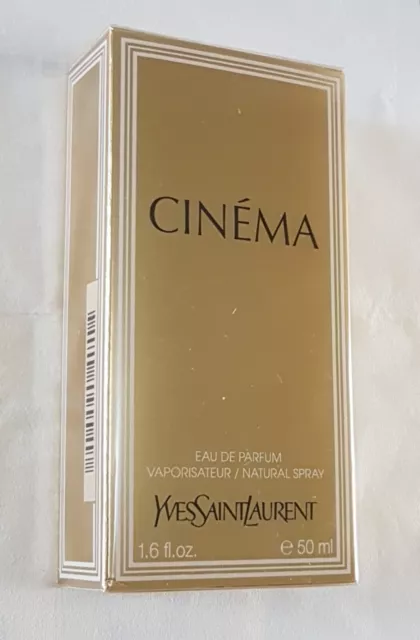 CINÉMA
EAU DE PARFUM
VAPORISATEUR / NATURAL SPRAY
YVESSAINTLAURENT
1.6 fl.oz. ℮ 50 ml